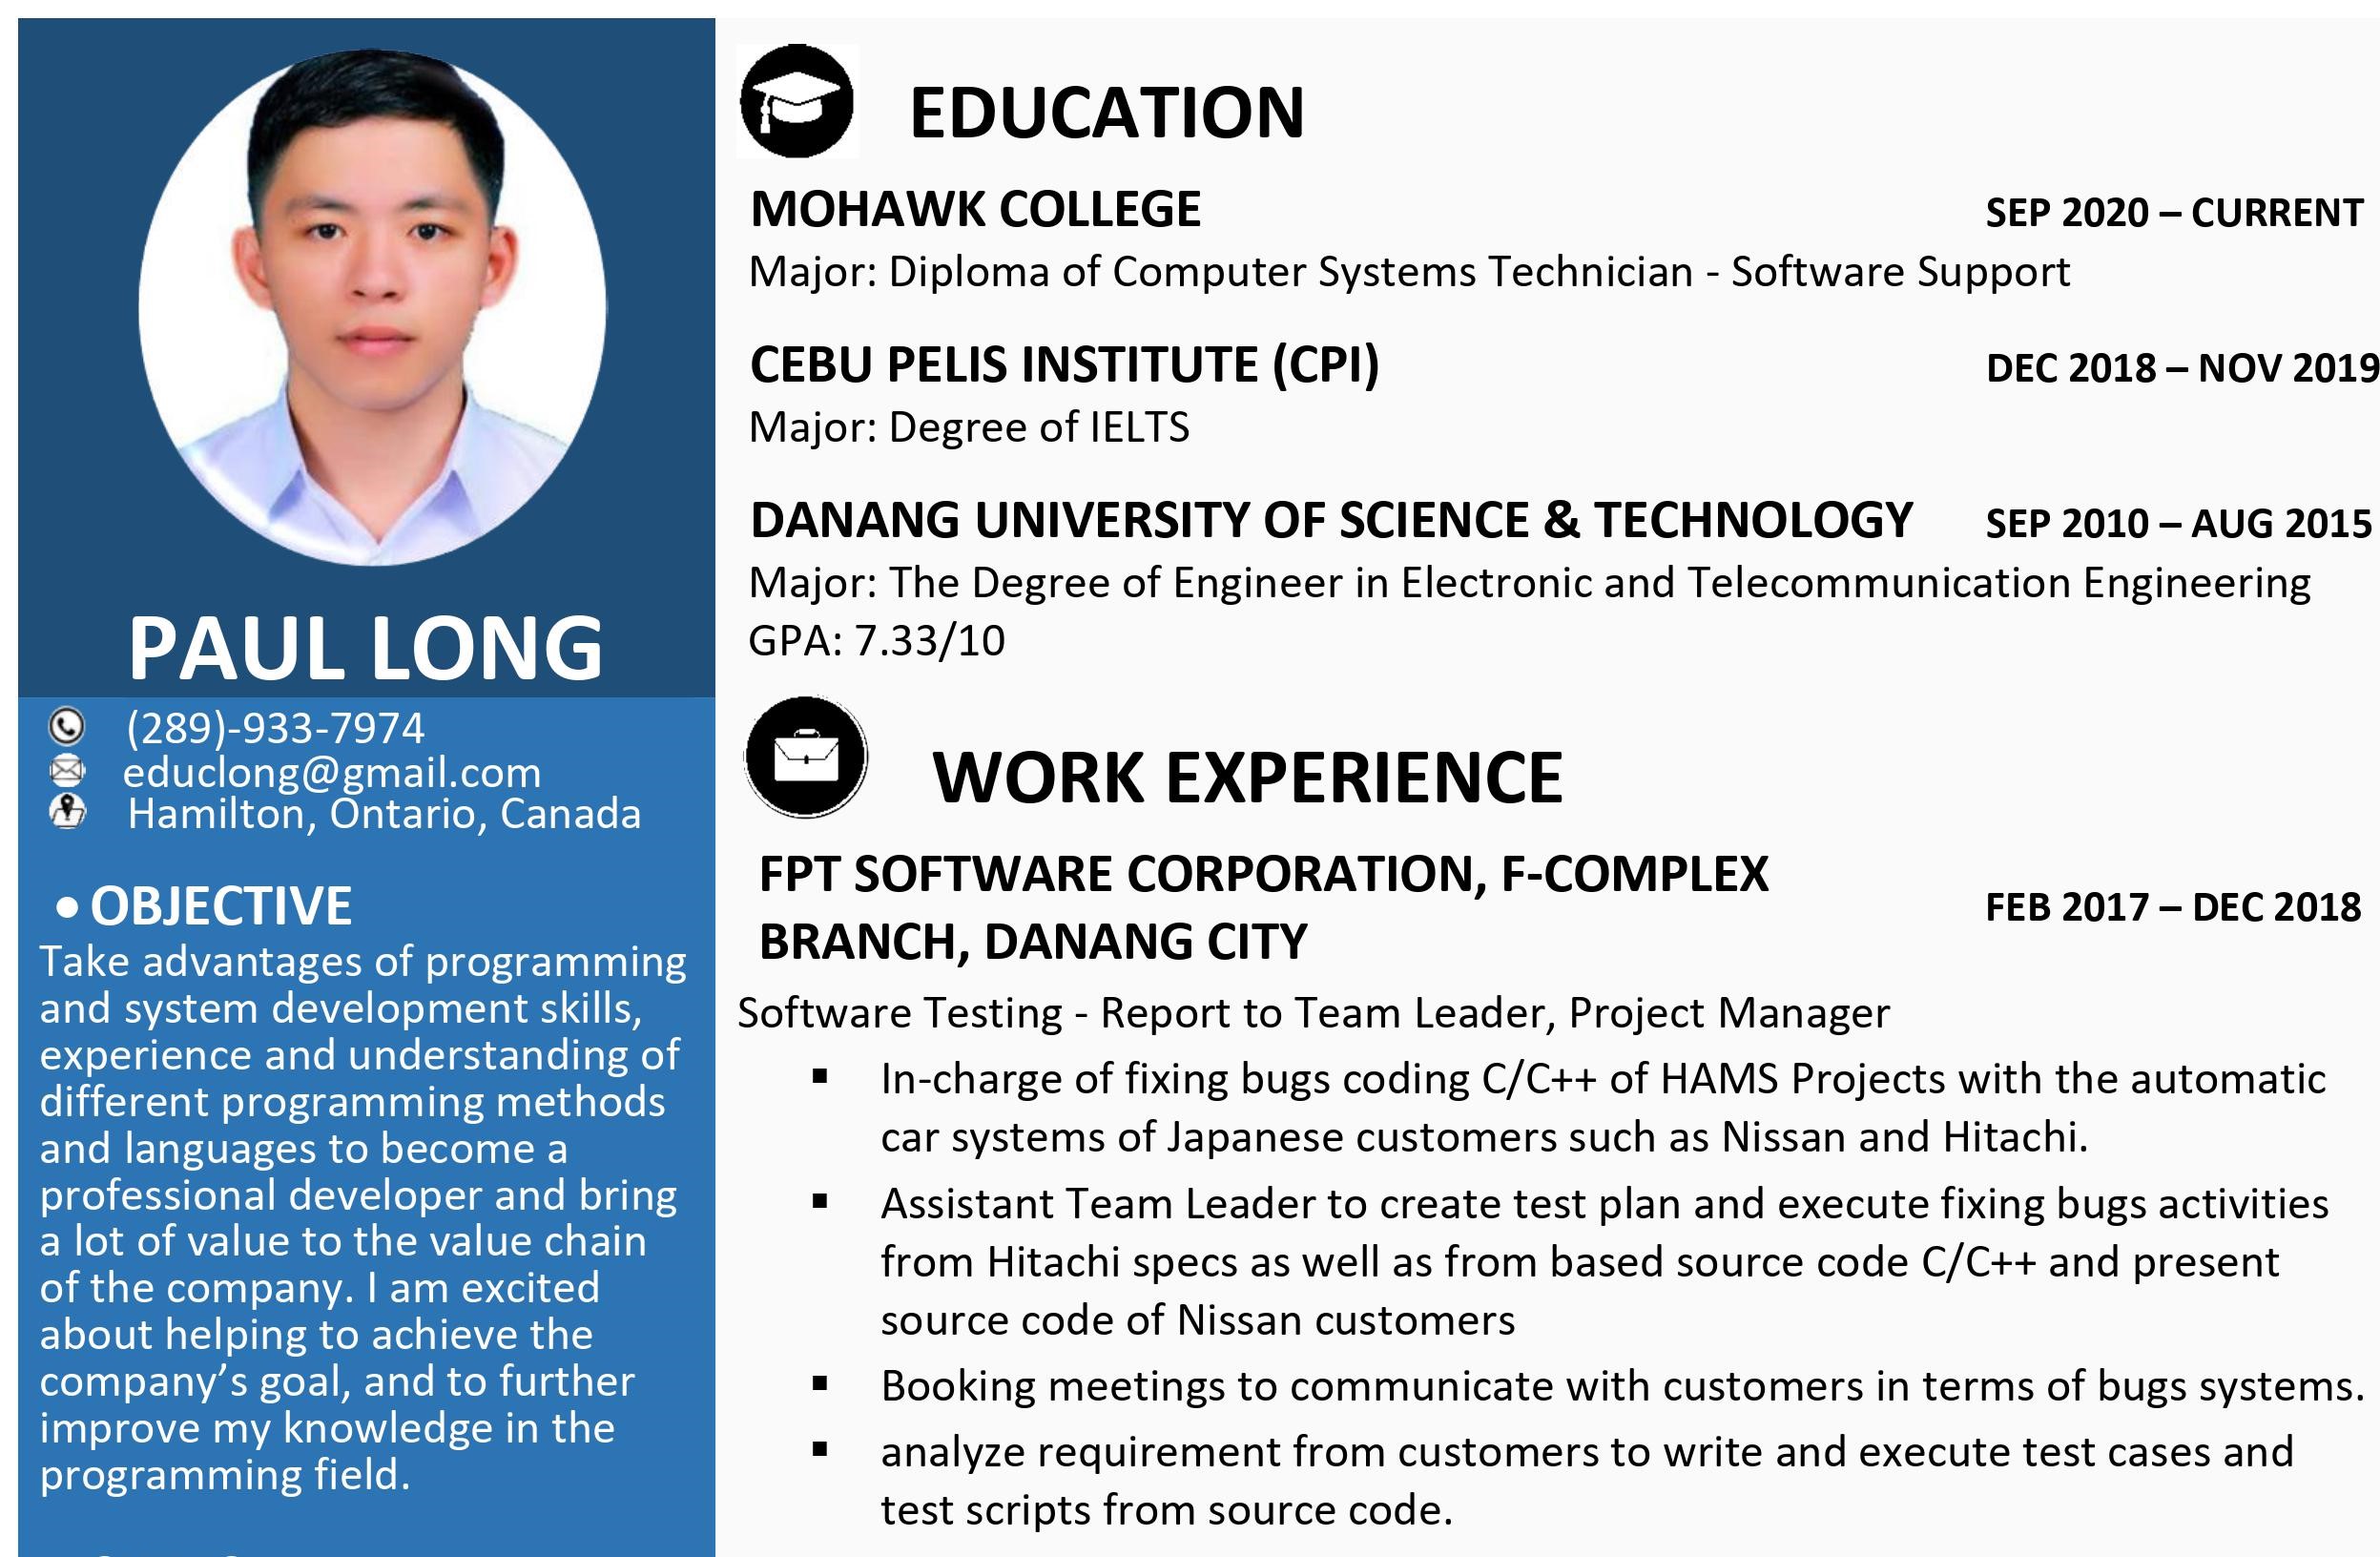 PAUL LONG
(289)-933-7974
educlong@gmail.com
Hamilton, Ontario, Canada
• OBJECTIVE
Take advantages of programming
and system development skills,
experience and understanding of
different programming methods
and languages to become a
professional developer and bring
a lot of value to the value chain
of the company. I am excited
about helping to achieve the
company’s goal, and to further
improve my knowledge in the
programming field.
EDUCATION
MOHAWK COLLEGE SEP 2020 – CURRENT
Major: Diploma of Computer Systems Technician - Software Support
CEBU PELIS INSTITUTE (CPI) DEC 2018 – NOV 2019
Major: Degree of IELTS
DANANG UNIVERSITY OF SCIENCE & TECHNOLOGY SEP 2010 – AUG 2015
Major: The Degree of Engineer in Electronic and Telecommunication Engineering
GPA: 7.33/10
WORK EXPERIENCE
FPT SOFTWARE CORPORATION, F-COMPLEX
BRANCH, DANANG CITY
FEB 2017 – DEC 2018
Software Testing - Report to Team Leader, Project Manager
▪ In-charge of fixing bugs coding C/C++ of HAMS Projects with the automatic
car systems of Japanese customers such as Nissan and Hitachi.
▪ Assistant Team Leader to create test plan and execute fixing bugs activities
from Hitachi specs as well as from based source code C/C++ and present
source code of Nissan customers
▪ Booking meetings to communicate with customers in terms of bugs systems.
▪ analyze requirement from customers to write and execute test cases and
test scripts from source code.